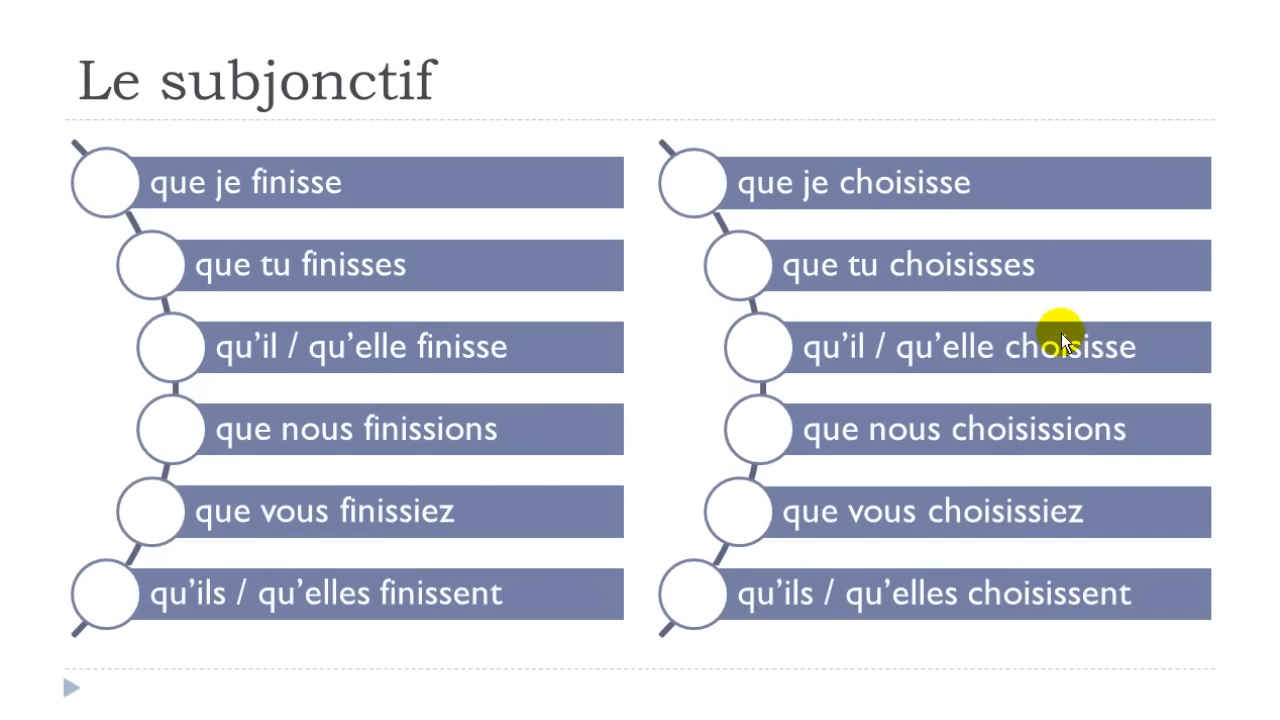 Le subjonctif
que je finisse
que tu finisses
qu’il / qu’elle finisse
que nous finissions
que vous finissiez
qu’ils / qu’elles finissent
que je choisisse
que tu choisisses
qu’il / qu’elle choisisse
que nous choisissions
que vous choisissiez
qu’ils / qu’elles choisissent